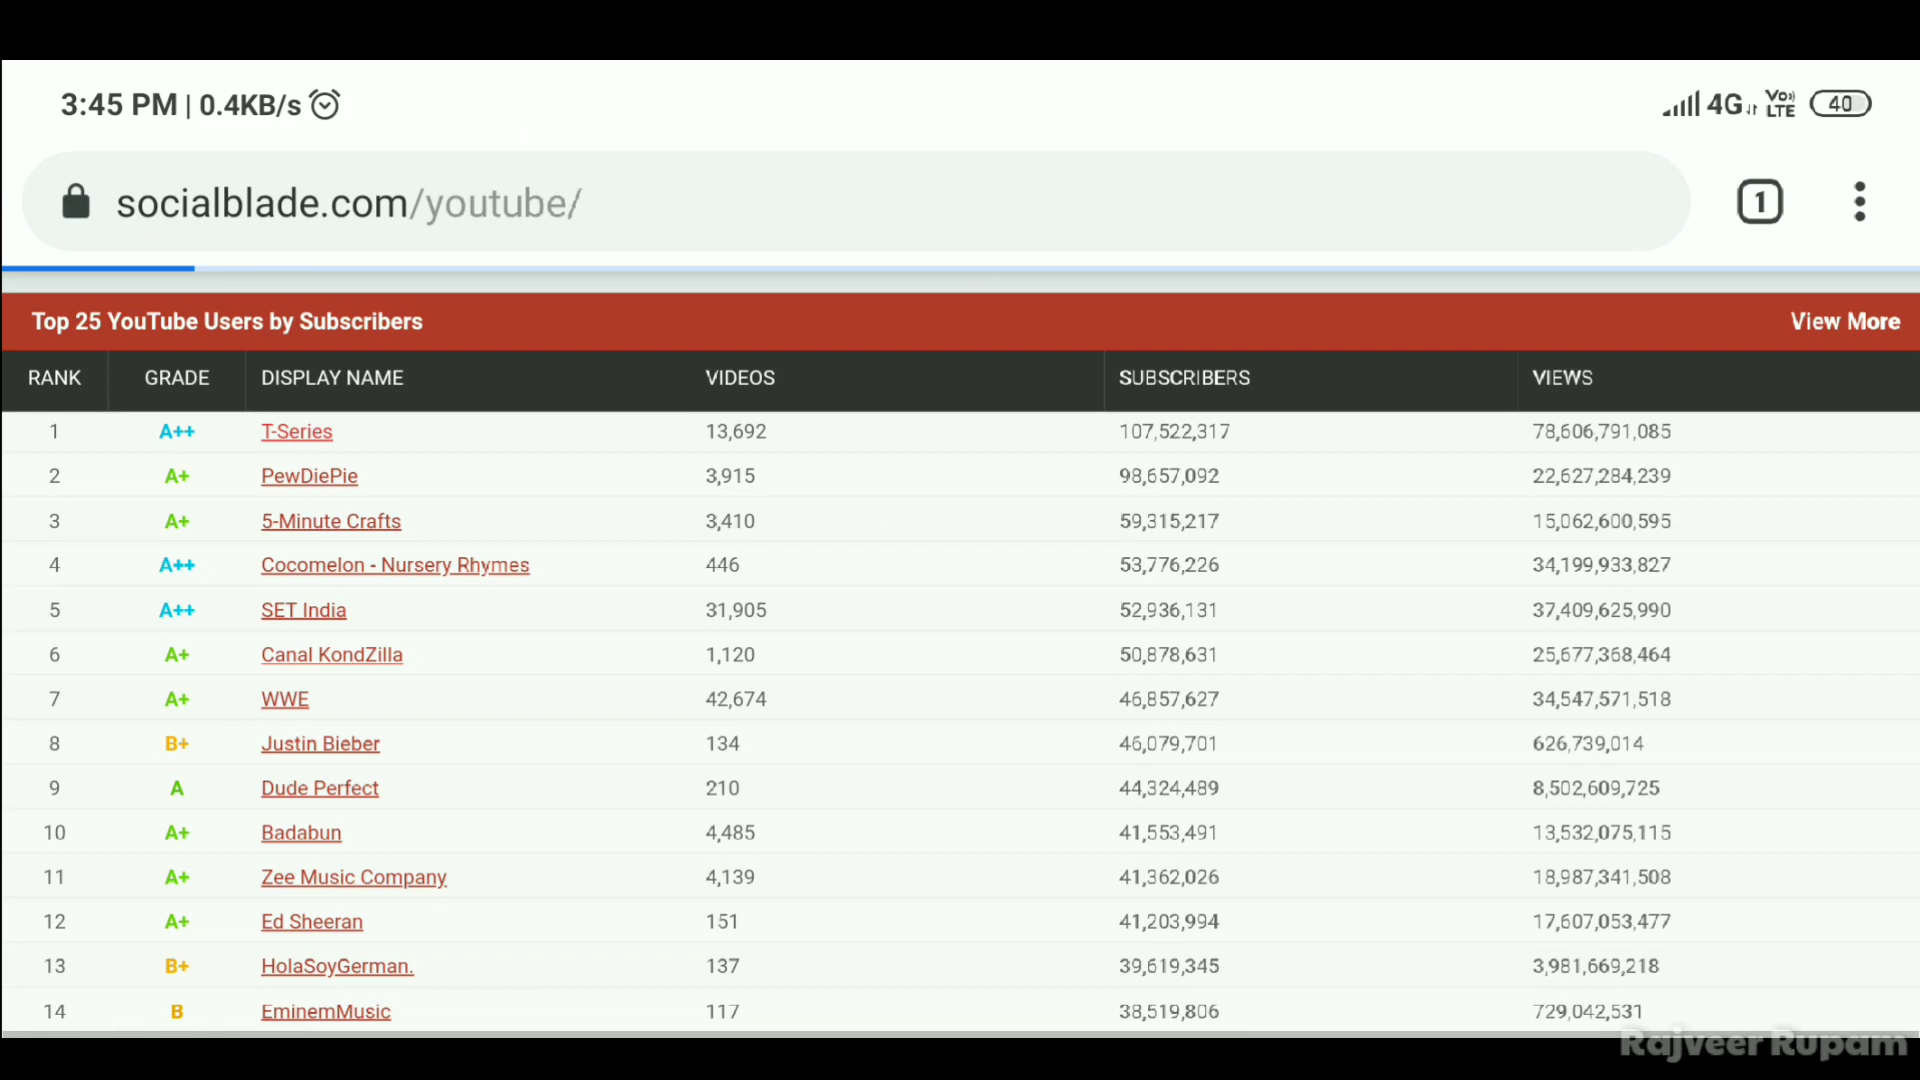 3:45 PM | 0.4KB/s 4G Vo) LTE 40
socialblade.com/youtube/ 1
Top 25 YouTube Users by Subscribers View More
RANK GRADE DISPLAY NAME VIDEOS SUBSCRIBERS VIEWS
1 A++ T-Series 13,692 107,522,317 78,606,791,085
2 A+ PewDiePie 3,915 98,657,092 22,627,284,239
3 A+ 5-Minute Crafts 3,410 59,315,217 15,062,600,595
4 A++ Cocomelon - Nursery Rhymes 446 53,776,226 34,199,933,827
5 A++ SET India 31,905 52,936,131 37,409,625,990
6 A+ Canal KondZilla 1,120 50,878,631 25,677,368,464
7 A+ WWE 42,674 46,857,627 34,547,571,518
8 B+ Justin Bieber 134 46,079,701 626,739,014
9 A Dude Perfect 210 44,324,489 8,502,609,725
10 A+ Badabun 4,485 41,553,491 13,532,075,115
11 A+ Zee Music Company 4,139 41,362,026 18,987,341,508
12 A+ Ed Sheeran 151 41,203,994 17,607,053,477
13 B+ HolaSoyGerman. 137 39,619,345 3,981,669,218
14 B EminemMusic 117 38,519,806 729,042,531
Rajveer Rupam